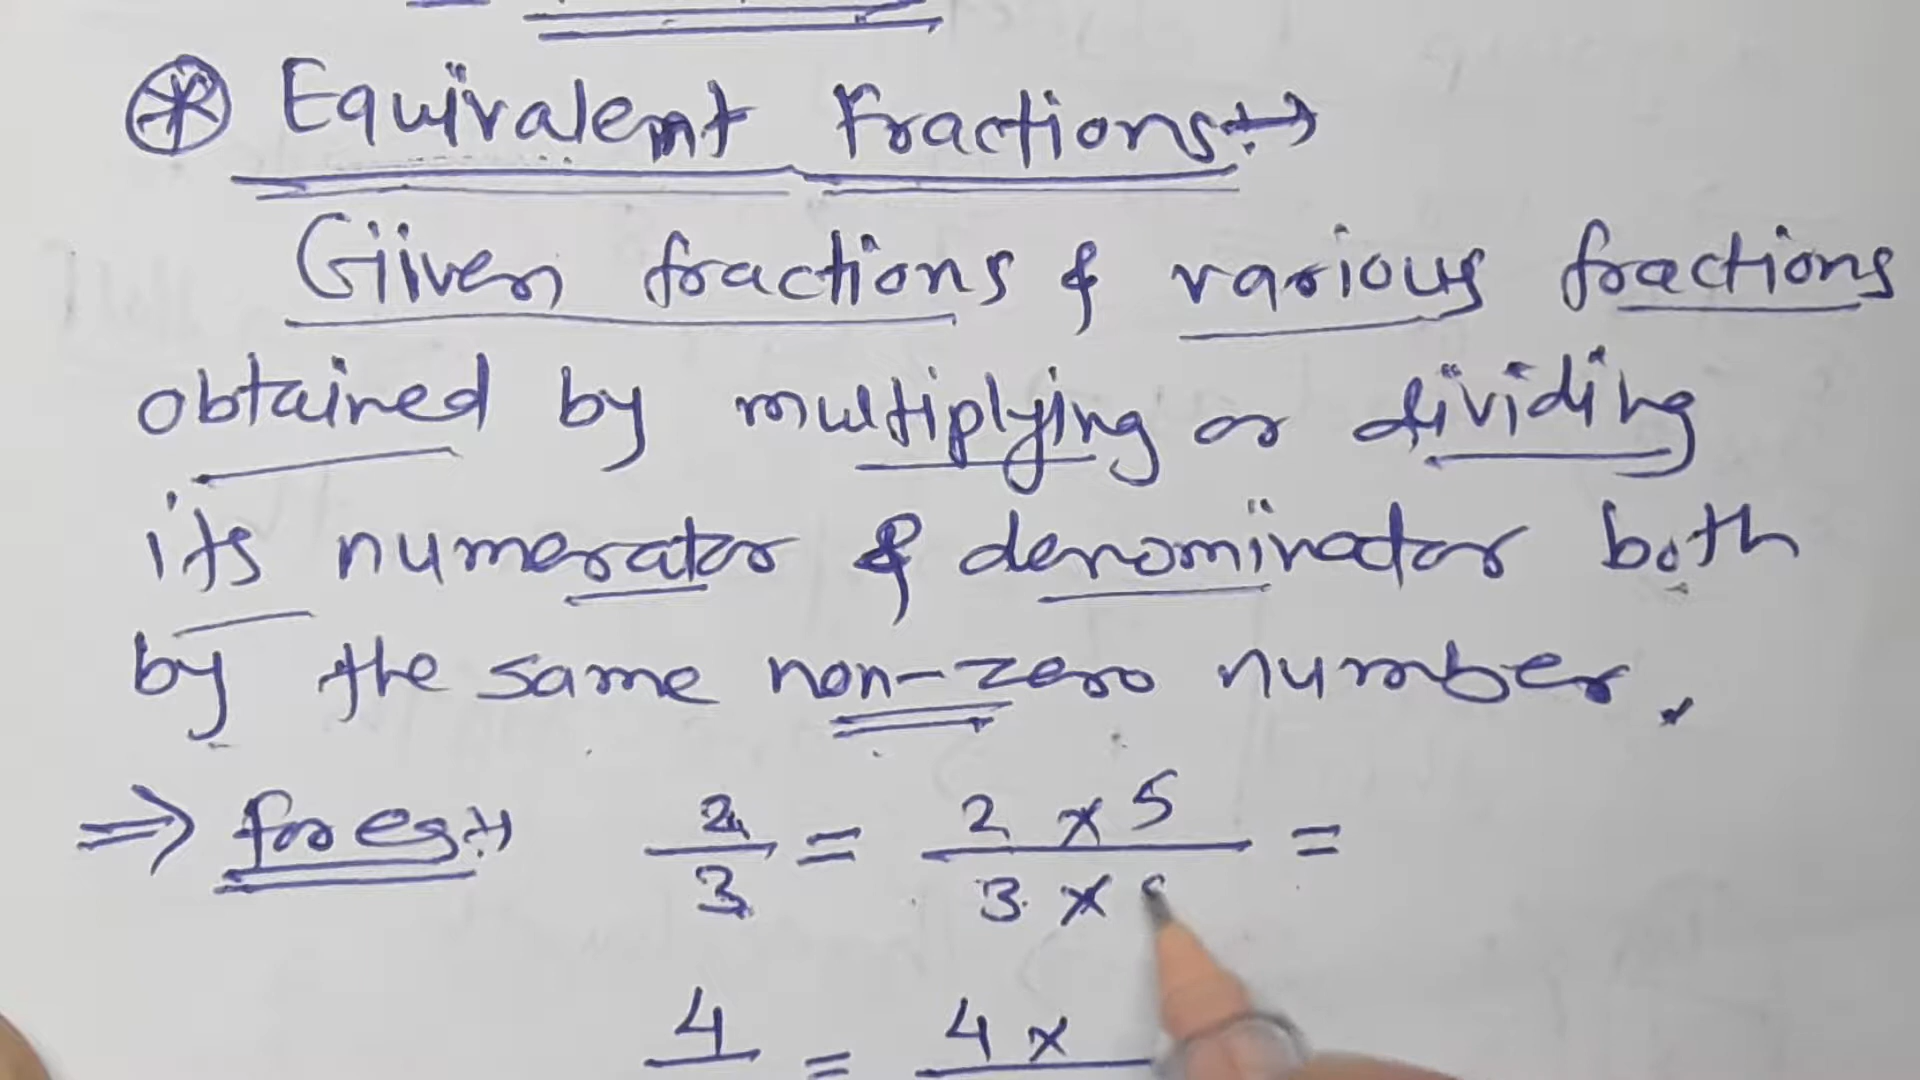 Equivalent Fractions:→
Given fractions & various fractions
obtained by multiplying or dividing
its numerator & denominator both
by the same non-zero number.
⇒ for eg:→ 2/3 = 2 × 5 / 3 × 5 =
4 = 4 ×